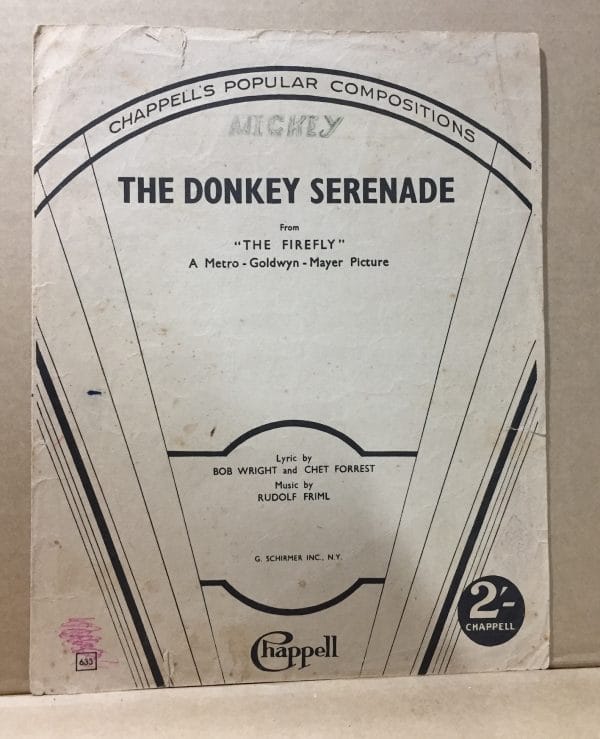 CHAPPELL'S POPULAR COMPOSITIONS
MICKEY
THE DONKEY SERENADE
From
"THE FIREFLY"
A Metro - Goldwyn - Mayer Picture
Lyric by
BOB WRIGHT and CHET FORREST
Music by
RUDOLF FRIML
G. SCHIRMER INC., N.Y.
Chappell
2/-
CHAPPELL
633